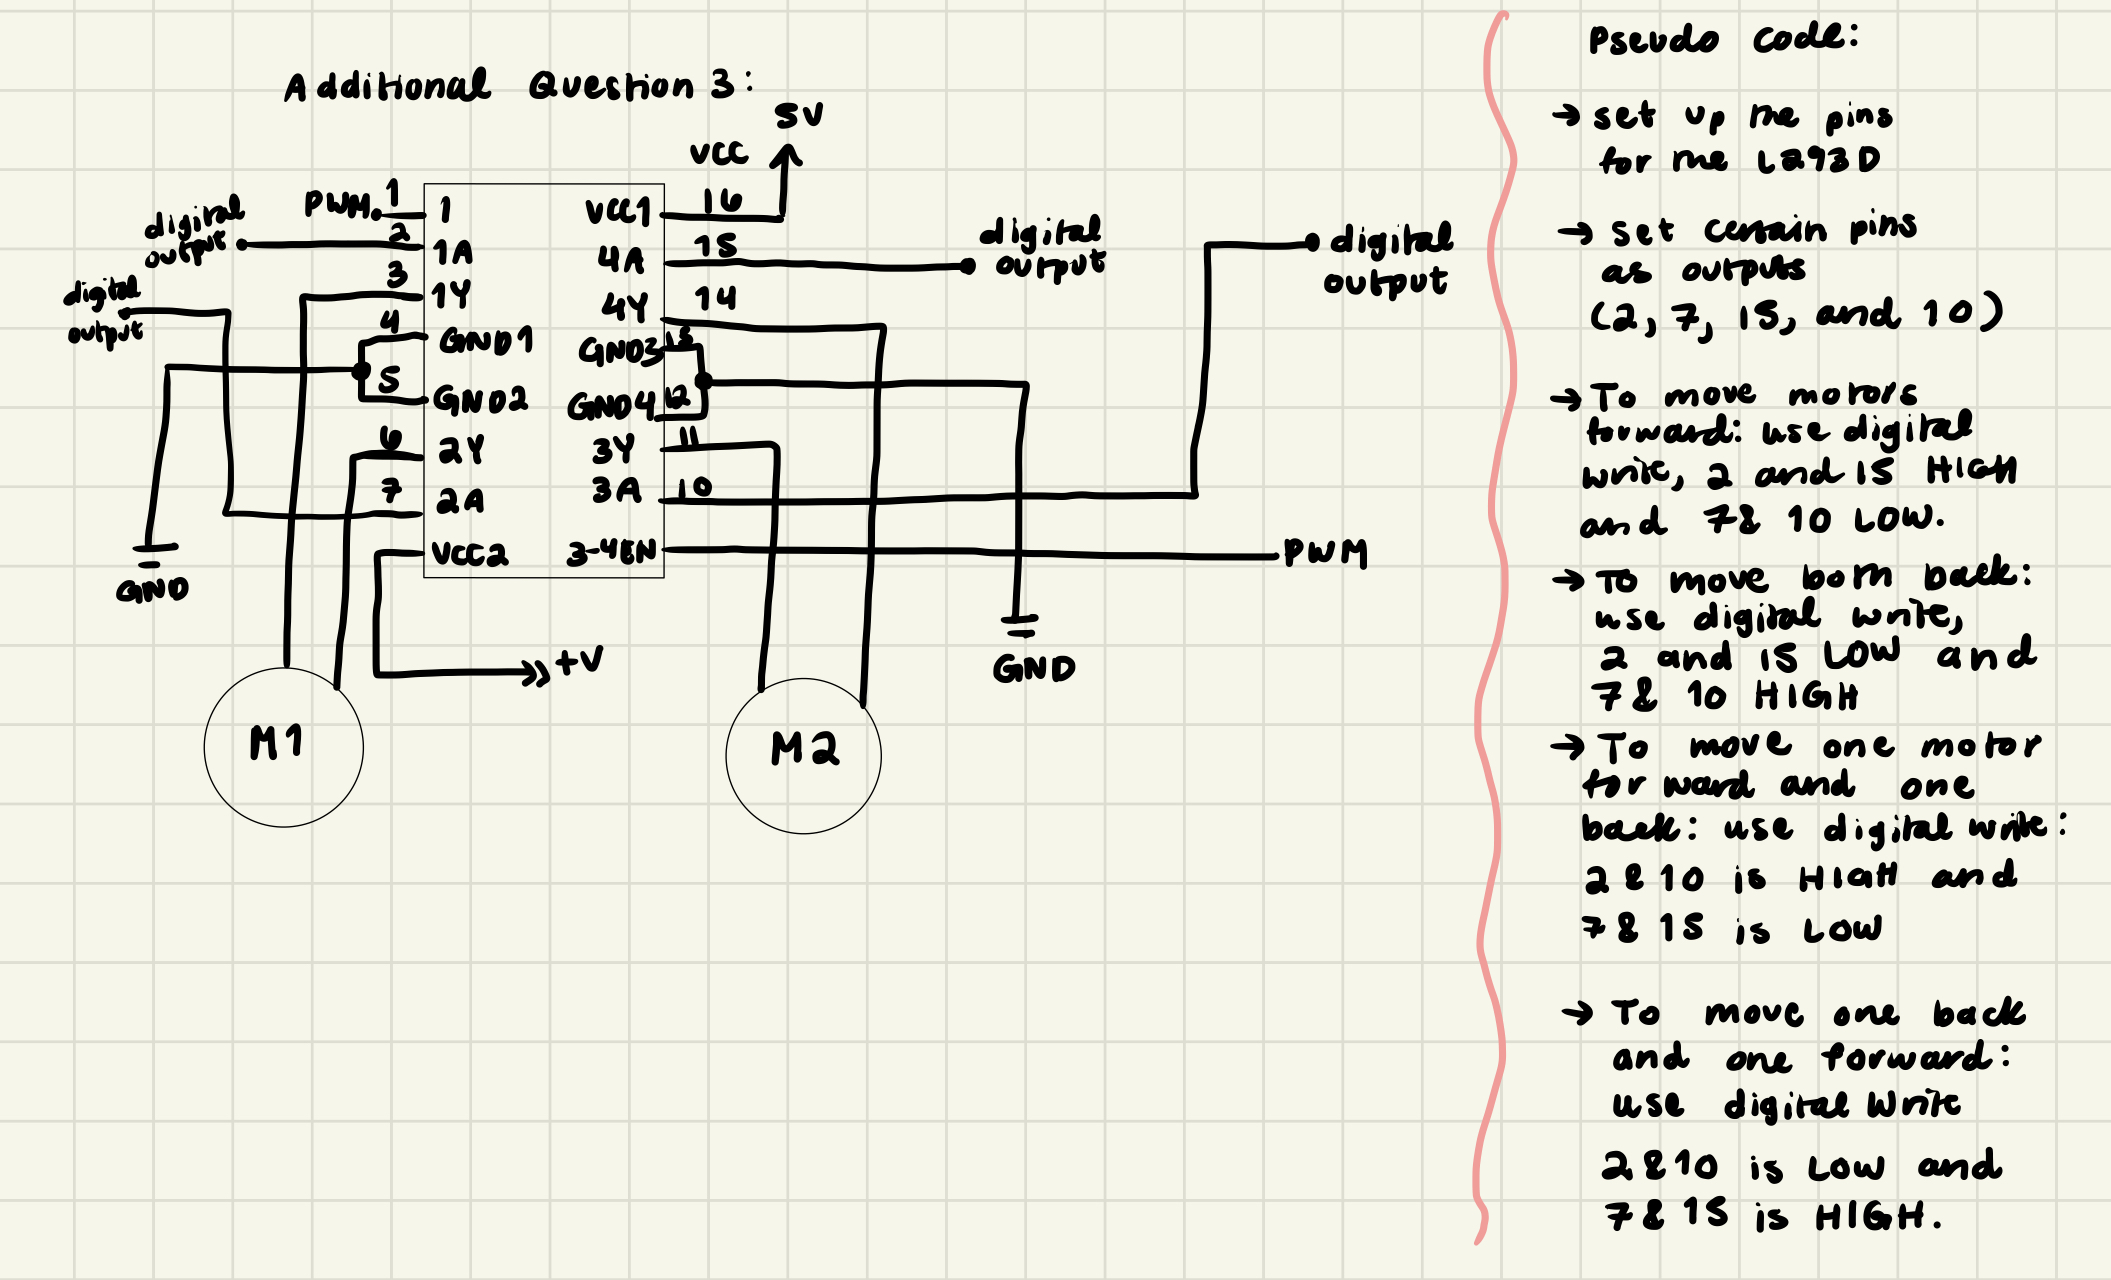 Additional Question 3:
5V
VCC
PWM
1
1
digital
output
2
1A
3
1Y
digital
output
4
GND1
5
GND2
6
2Y
7
2A
VCC2
GND
+V
M1
VCC1
16
4A
15
digital
output
4Y
14
GND3
13
GND4
12
3Y
11
3A
10
3-4EN
PWM
digital
output
GND
M2
Pseudo code:
→ set up the pins
for the L293D
→ set certain pins
as outputs
(2, 7, 15, and 10)
→ To move motors
forward: use digital
write, 2 and 15 HIGH
and 7& 10 LOW.
→ To move both back:
use digital write,
2 and 15 LOW and
7& 10 HIGH
→ To move one motor
forward and one
back: use digital write:
2 & 10 is HIGH and
7 & 15 is LOW
→ To move one back
and one forward:
use digital Write
2 & 10 is LOW and
7 & 15 is HIGH.